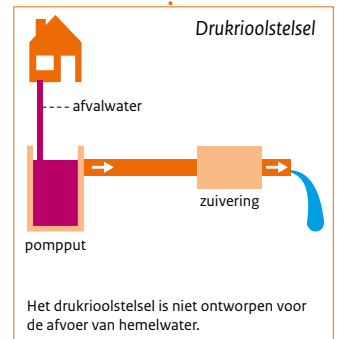 Drukrioolstelsel
afvalwater
zuivering
pompput
Het drukrioolstelsel is niet ontworpen voor
de afvoer van hemelwater.